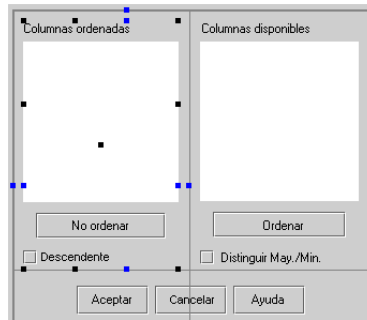 Columnas ordenadas
Columnas disponibles
No ordenar
Ordenar
Descendente
Distinguir May./Min.
Aceptar
Cancelar
Ayuda